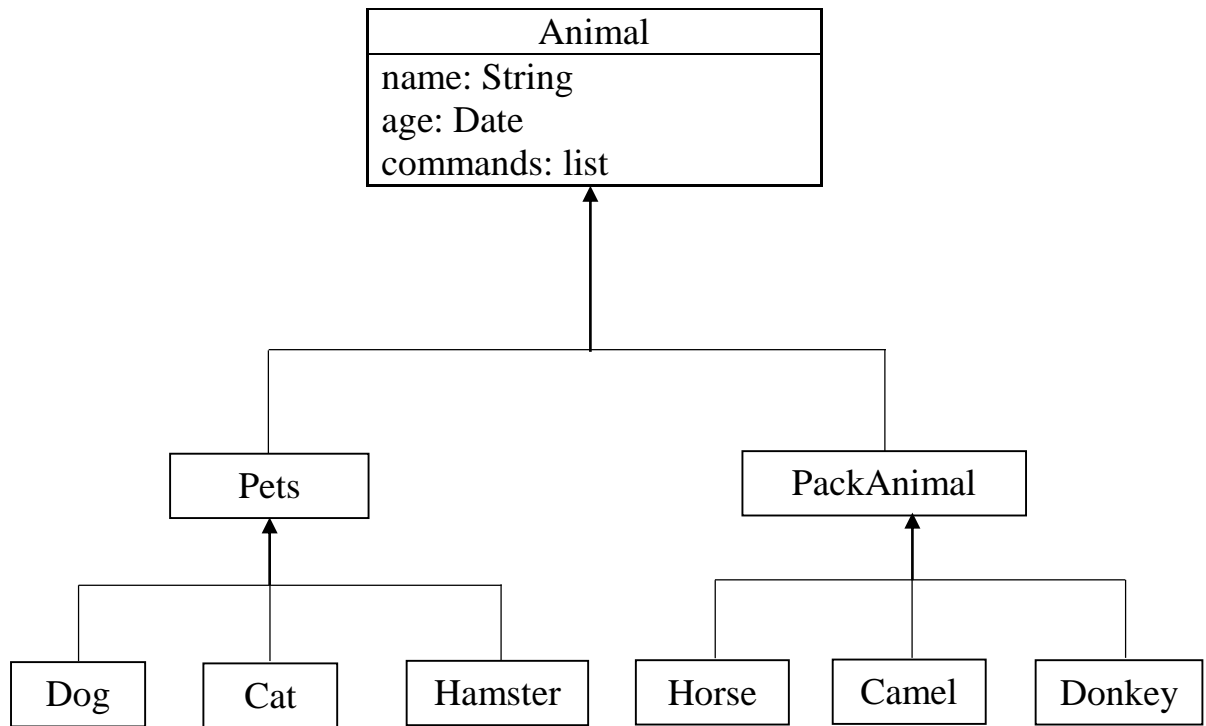 Animal
name: String
age: Date
commands: list
Pets
PackAnimal
Dog
Cat
Hamster
Horse
Camel
Donkey